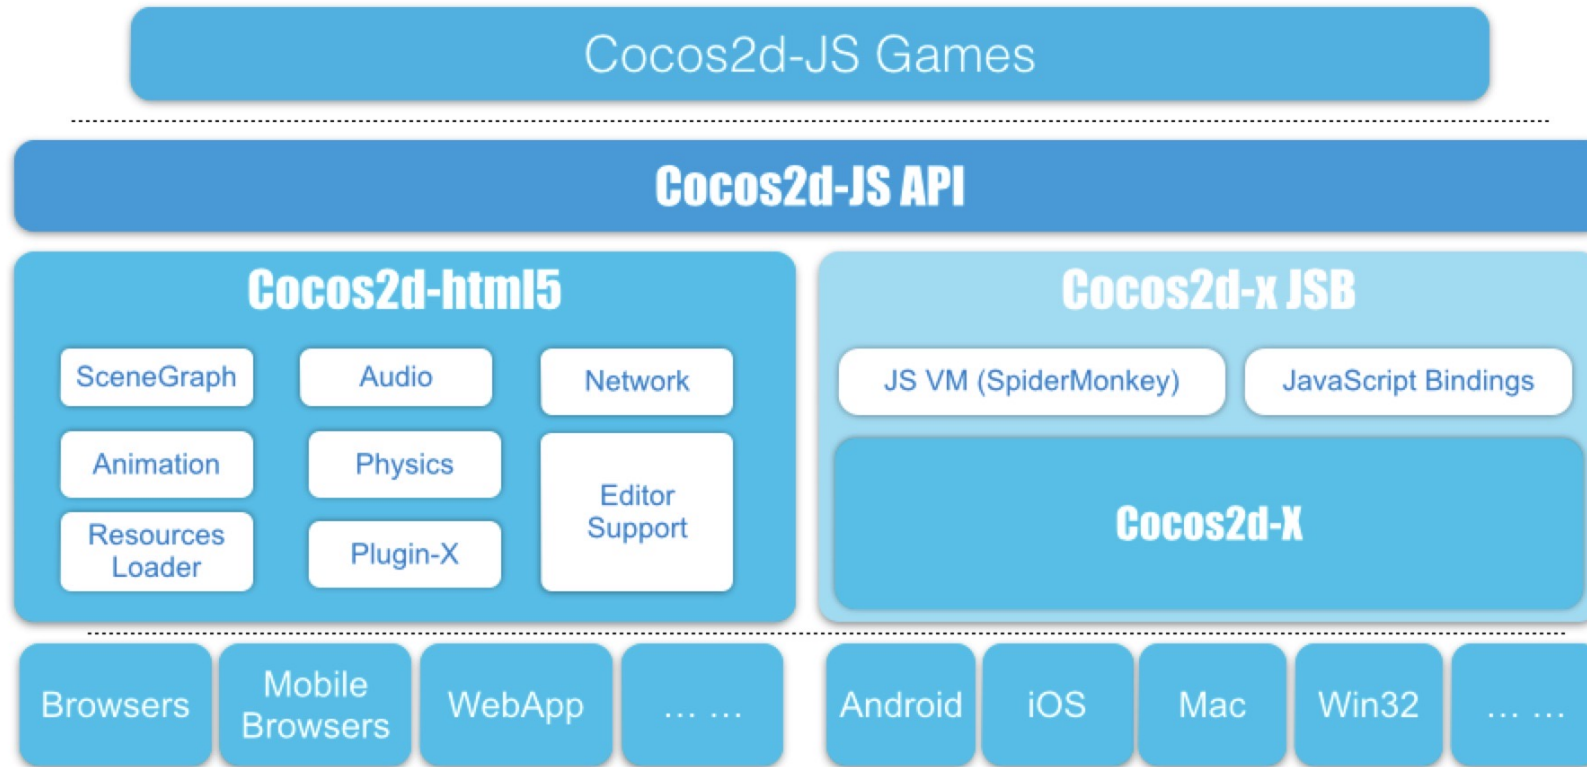 Cocos2d-JS Games
Cocos2d-JS API
Cocos2d-html5
SceneGraph
Audio
Network
Animation
Physics
Editor
Support
Resources
Loader
Plugin-X
Cocos2d-x JSB
JS VM (SpiderMonkey)
JavaScript Bindings
Cocos2d-X
Browsers
Mobile
Browsers
WebApp
... ...
Android
iOS
Mac
Win32
... ...